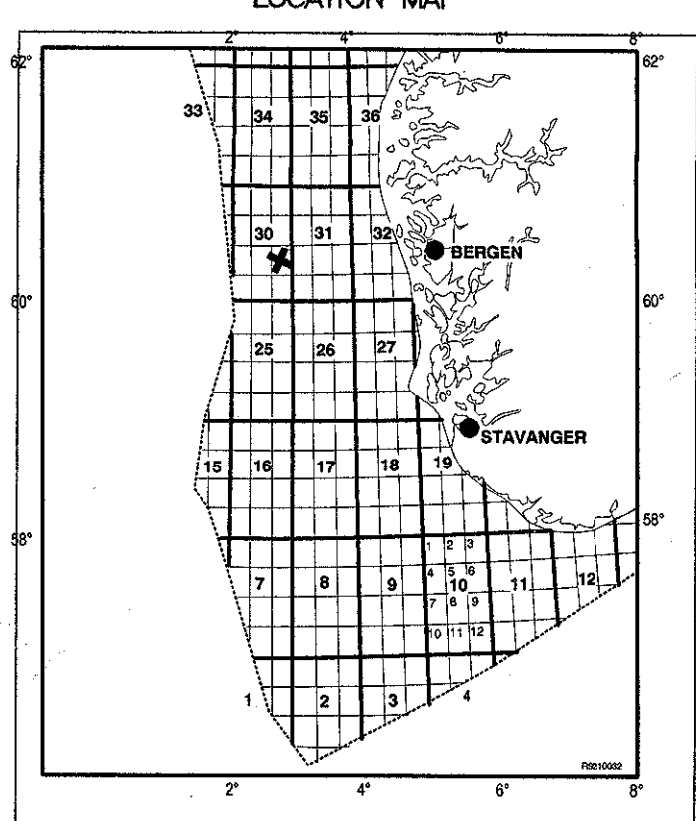 LOCATION MAP
2° 4° 6° 8°
62° 62°
33 34 35 36
30 31 32
BERGEN
60° 60°
25 26 27
STAVANGER
15 16 17 18 19
58° 58°
1 2 3
4 5 6
7 8 9 10 11 12
7 8 9
10 11 12
1 2 3 4
RS210032
2° 4° 6° 8°